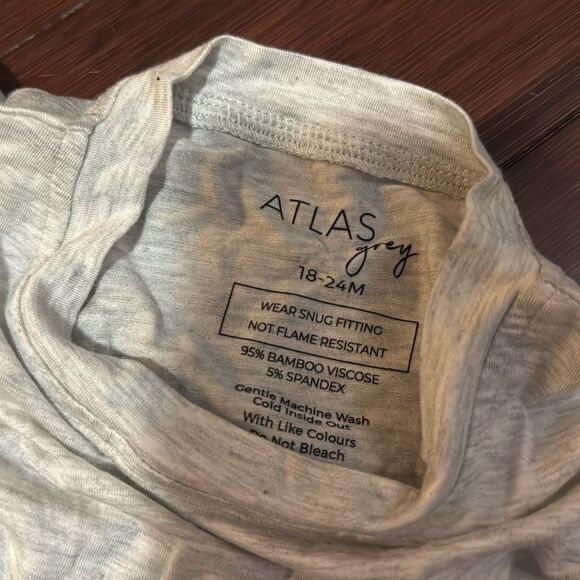 ATLAS
grey
18-24M
WEAR SNUG FITTING
NOT FLAME RESISTANT
95% BAMBOO VISCOSE
5% SPANDEX
Gentle Machine Wash
Cold Inside Out
With Like Colours
Do Not Bleach